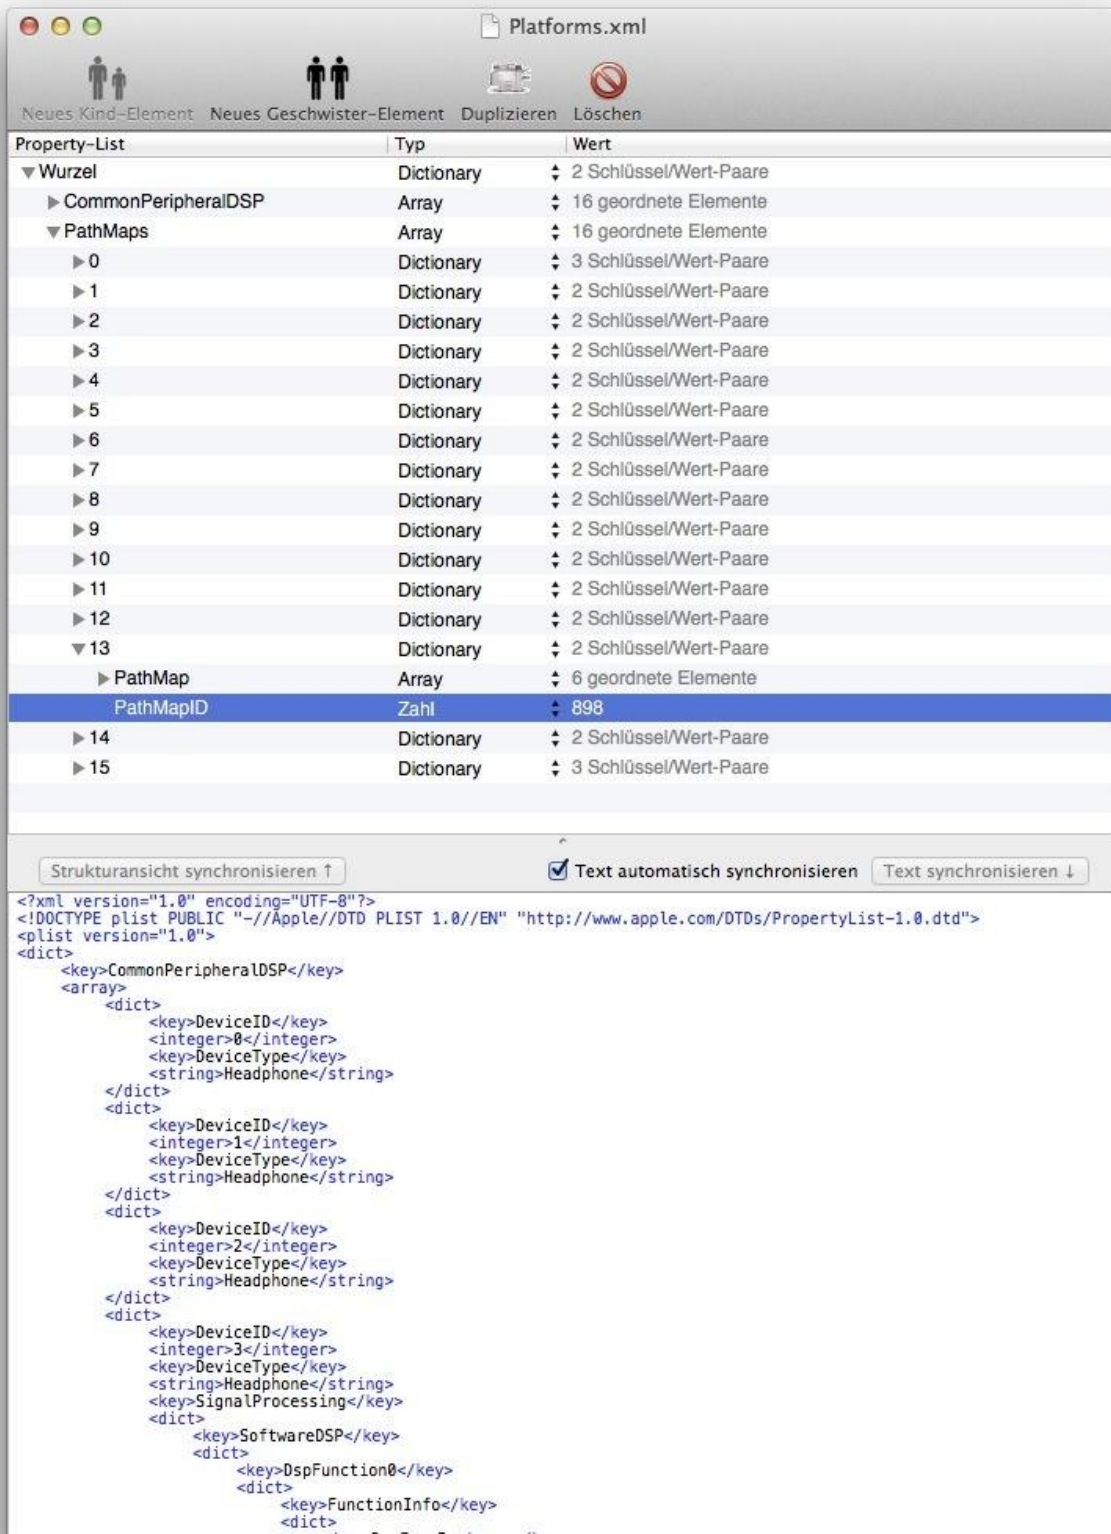 Platforms.xml
Neues Kind-Element Neues Geschwister-Element Duplizieren Löschen
Property-List Typ Wert
Wurzel Dictionary 2 Schlüssel/Wert-Paare
CommonPeripheralDSP Array 16 geordnete Elemente
PathMaps Array 16 geordnete Elemente
0 Dictionary 3 Schlüssel/Wert-Paare
1 Dictionary 2 Schlüssel/Wert-Paare
2 Dictionary 2 Schlüssel/Wert-Paare
3 Dictionary 2 Schlüssel/Wert-Paare
4 Dictionary 2 Schlüssel/Wert-Paare
5 Dictionary 2 Schlüssel/Wert-Paare
6 Dictionary 2 Schlüssel/Wert-Paare
7 Dictionary 2 Schlüssel/Wert-Paare
8 Dictionary 2 Schlüssel/Wert-Paare
9 Dictionary 2 Schlüssel/Wert-Paare
10 Dictionary 2 Schlüssel/Wert-Paare
11 Dictionary 2 Schlüssel/Wert-Paare
12 Dictionary 2 Schlüssel/Wert-Paare
13 Dictionary 2 Schlüssel/Wert-Paare
PathMap Array 6 geordnete Elemente
PathMapID Zahl 898
14 Dictionary 2 Schlüssel/Wert-Paare
15 Dictionary 3 Schlüssel/Wert-Paare
Strukturansicht synchronisieren ↑ Text automatisch synchronisieren Text synchronisieren ↓
<?xml version="1.0" encoding="UTF-8"?>
<!DOCTYPE plist PUBLIC "-//Apple//DTD PLIST 1.0//EN" "http://www.apple.com/DTDs/PropertyList-1.0.dtd">
<plist version="1.0">
<dict>
<key>CommonPeripheralDSP</key>
<array>
<dict>
<key>DeviceID</key>
<integer>0</integer>
<key>DeviceType</key>
<string>Headphone</string>
</dict>
<dict>
<key>DeviceID</key>
<integer>1</integer>
<key>DeviceType</key>
<string>Headphone</string>
</dict>
<dict>
<key>DeviceID</key>
<integer>2</integer>
<key>DeviceType</key>
<string>Headphone</string>
</dict>
<dict>
<key>DeviceID</key>
<integer>3</integer>
<key>DeviceType</key>
<string>Headphone</string>
<key>SignalProcessing</key>
<dict>
<key>SoftwareDSP</key>
<dict>
<key>DspFunction0</key>
<dict>
<key>FunctionInfo</key>
<dict>